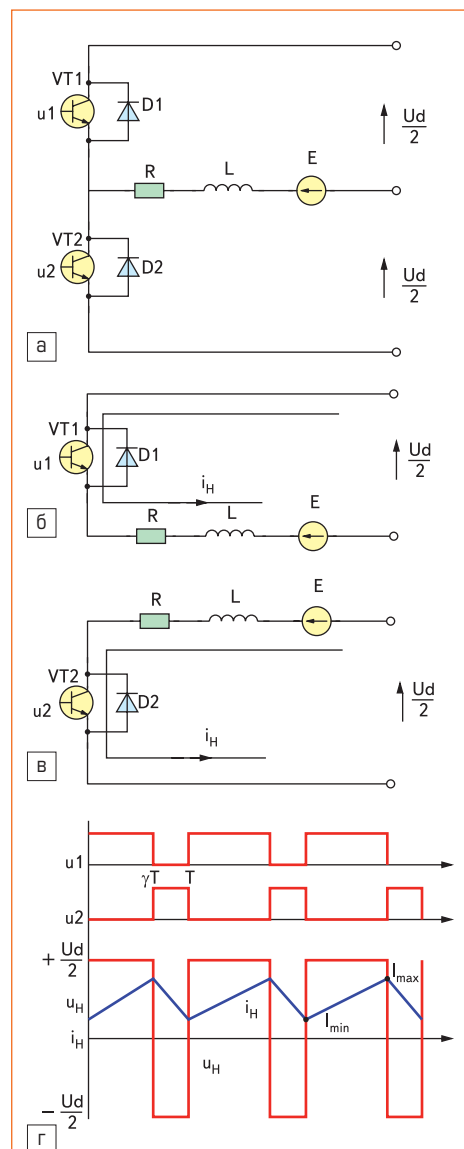 VT1
u1
D1
Ud
2
R
L
E
VT2
u2
D2
Ud
2
а
VT1
u1
D1
Ud
2
iн
R
L
E
б
R
L
E
VT2
u2
D2
Ud
2
iн
в
u1
γT
T
u2
+ Ud
2
Imax
uн
iн
Imin
iн
uн
− Ud
2
г